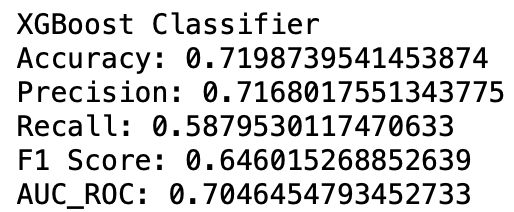 XGBoost Classifier
Accuracy: 0.7198739541453874
Precision: 0.7168017551343775
Recall: 0.5879530117470633
F1 Score: 0.646015268852639
AUC_ROC: 0.7046454793452733